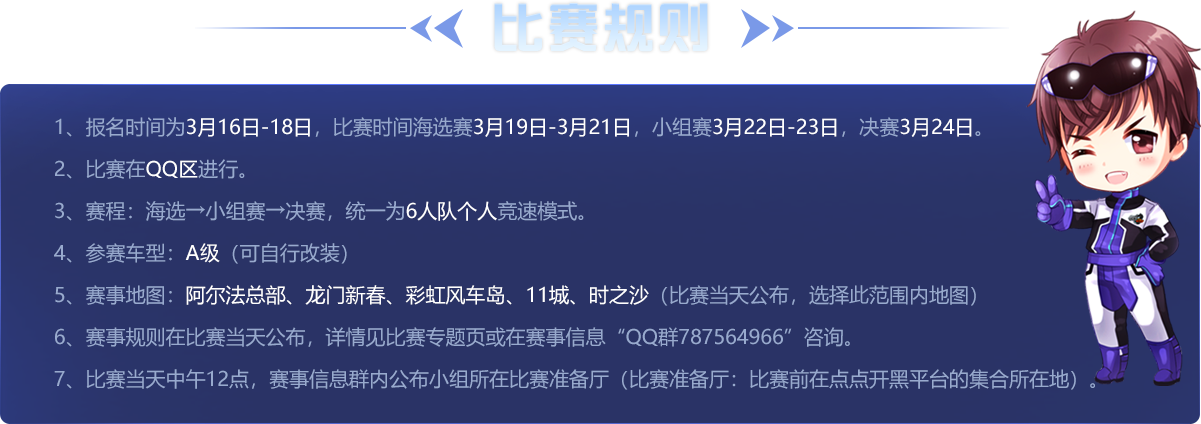 比赛规则
1、报名时间为3月16日-18日，比赛时间海选赛3月19日-3月21日，小组赛3月22日-23日，决赛3月24日。
2、比赛在QQ区进行。
3、赛程：海选→小组赛→决赛，统一为6人队个人竞速模式。
4、参赛车型：A级（可自行改装）
5、赛事地图：阿尔法总部、龙门新春、彩虹风车岛、11城、时之沙（比赛当天公布，选择此范围内地图）
6、赛事规则在比赛当天公布，详情见比赛专题页或在赛事信息“QQ群787564966”咨询。
7、比赛当天中午12点，赛事信息群内公布小组所在比赛准备厅（比赛准备厅：比赛前在点点开黑平台的集合所在地）。